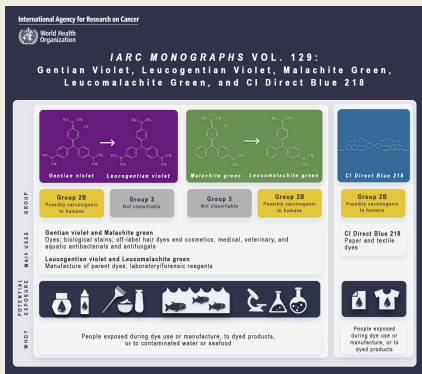 International Agency for Research on Cancer
World Health
Organization
IARC MONOGRAPHS VOL. 129:
Gentian Violet, Leucogentian Violet, Malachite Green,
Leucomalachite Green, and CI Direct Blue 218
Gentian violet
Leucogentian violet
Malachite green
Leucomalachite green
CI Direct Blue 218
GROUP
Group 2B
Possibly carcinogenic
to humans
Group 3
Not classifiable
Group 3
Not classifiable
Group 2B
Possibly carcinogenic
to humans
Group 2B
Possibly carcinogenic
to humans
MAIN USES
Gentian violet and Malachite green
Dyes; biological stains; off-label hair dyes and cosmetics; medical, veterinary, and
aquatic antibacterials and antifungals
Leucogentian violet and Leucomalachite green
Manufacture of parent dyes; laboratory/forensic reagents
CI Direct Blue 218
Paper and textile
dyes
POTENTIAL
EXPOSURE
WHO?
People exposed during dye use or manufacture, to dyed products,
or to contaminated water or seafood
People exposed
during dye use or
manufacture, or to
dyed products